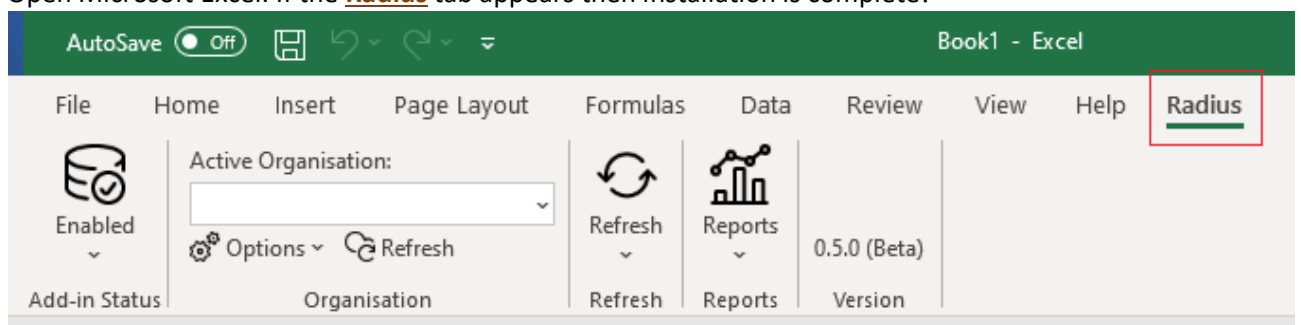 Open Microsoft Excel. If the Radius tab appears then installation is complete.
AutoSave Off Book1 - Excel
File Home Insert Page Layout Formulas Data Review View Help Radius
Active Organisation:
Enabled Refresh Reports
Options Refresh 0.5.0 (Beta)
Add-in Status Organisation Refresh Reports Version